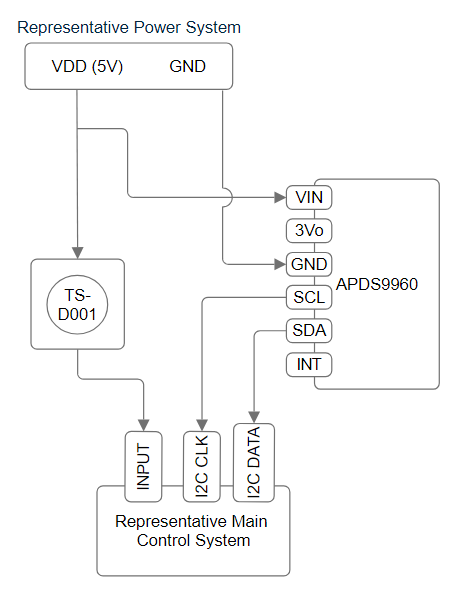 Representative Power System
VDD (5V) GND
VIN
3Vo
GND
APDS9960
SCL
SDA
INT
TS-
D001
INPUT
I2C CLK
I2C DATA
Representative Main
Control System